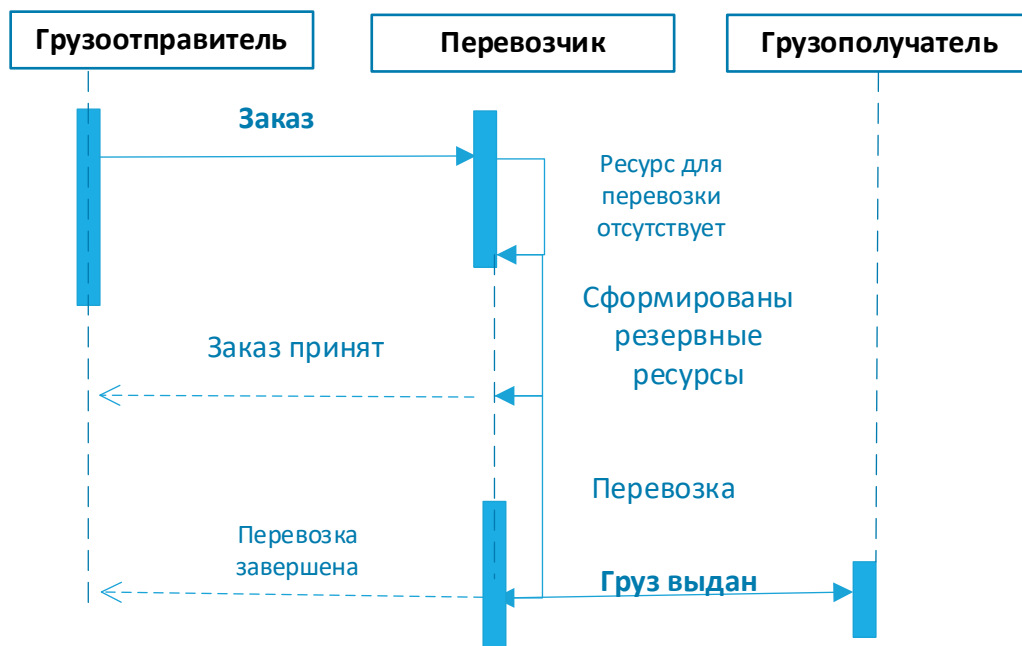 Грузоотправитель
Перевозчик
Грузополучатель
Заказ
Ресурс для
перевозки
отсутствует
Сформированы
резервные
ресурсы
Заказ принят
Перевозка
Перевозка
завершена
Груз выдан